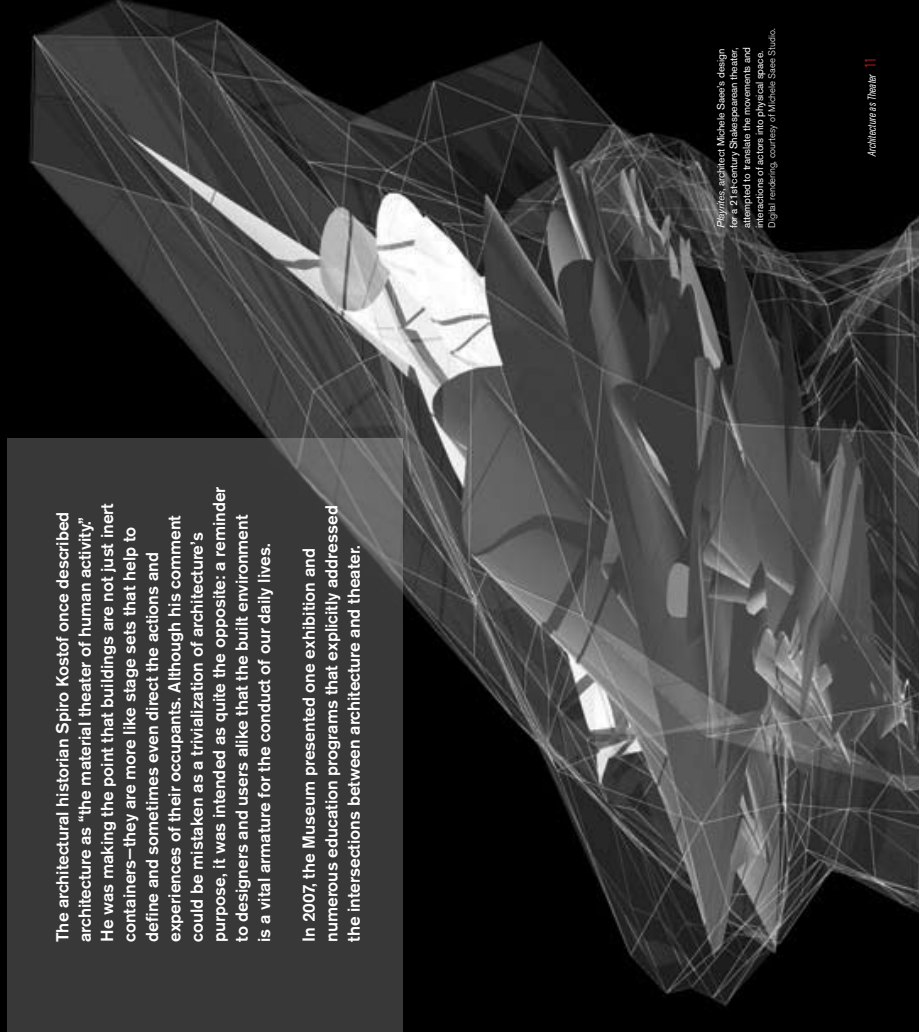 The architectural historian Spiro Kostof once described
architecture as “the material theater of human activity.”
He was making the point that buildings are not just inert
containers—they are more like stage sets that help to
define and sometimes even direct the actions and
experiences of their occupants. Although his comment
could be mistaken as a trivialization of architecture’s
purpose, it was intended as quite the opposite: a reminder
to designers and users alike that the built environment
is a vital armature for the conduct of our daily lives.

In 2007, the Museum presented one exhibition and
numerous education programs that explicitly addressed
the intersections between architecture and theater.

architect Michele Saee’s design
for a 21st-century Shakespearean theater,
attempted to translate the movements and
interactions of actors into physical space.
Digital rendering, courtesy of Michele Saee Studio.

Architecture as Theater 11